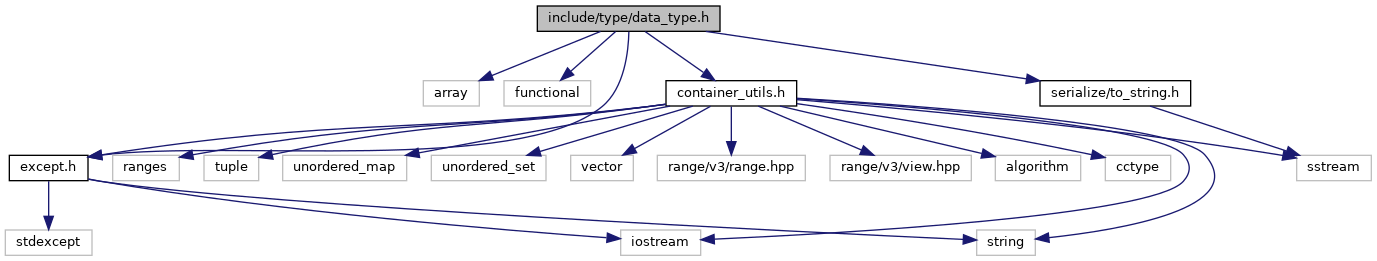 include/type/data_type.h
array
functional
container_utils.h
serialize/to_string.h
except.h
ranges
tuple
unordered_map
unordered_set
vector
range/v3/range.hpp
range/v3/view.hpp
algorithm
cctype
sstream
stdexcept
iostream
string